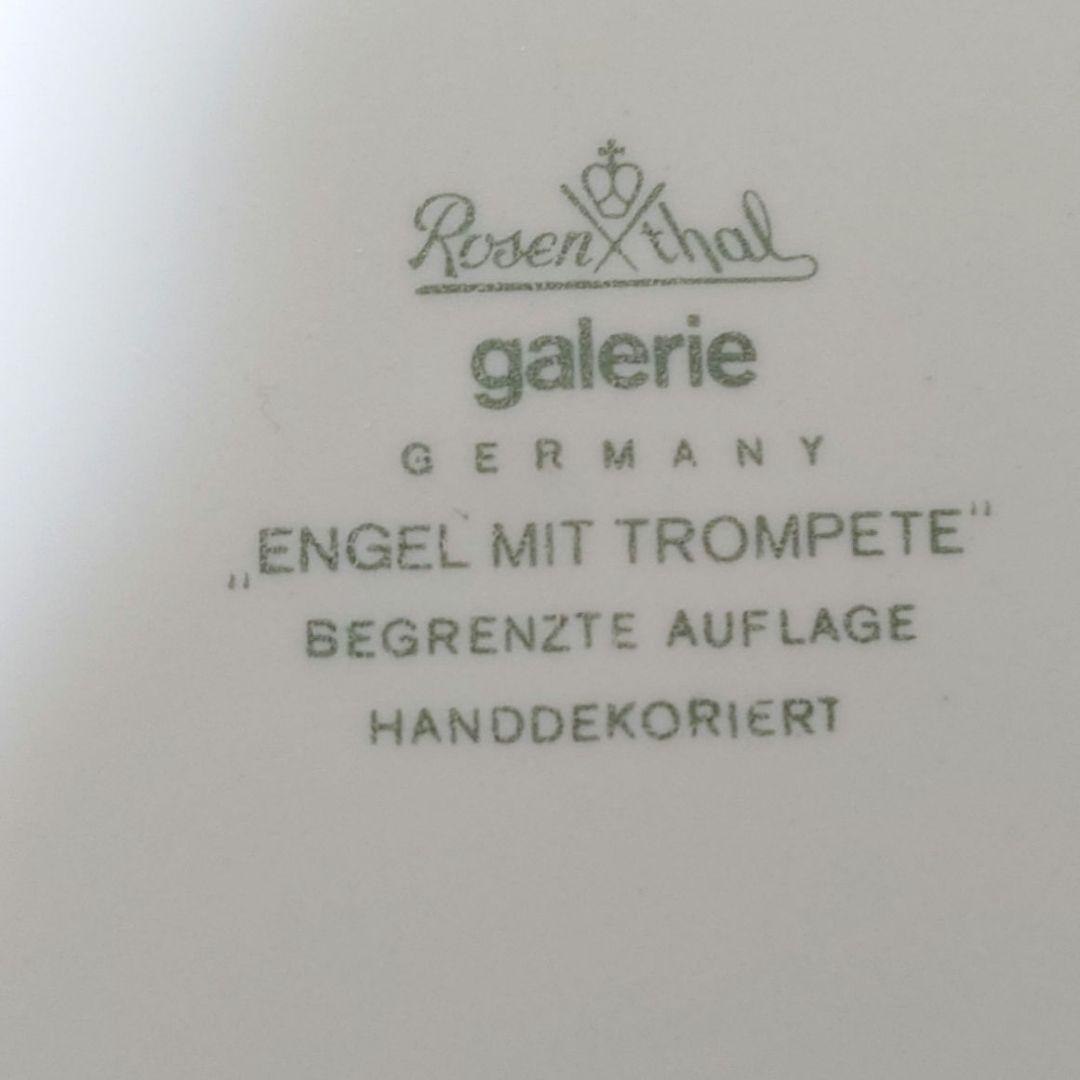 Rosenthal
galerie
GERMANY
„ENGEL MIT TROMPETE"
BEGRENZTE AUFLAGE
HANDDEKORIERT